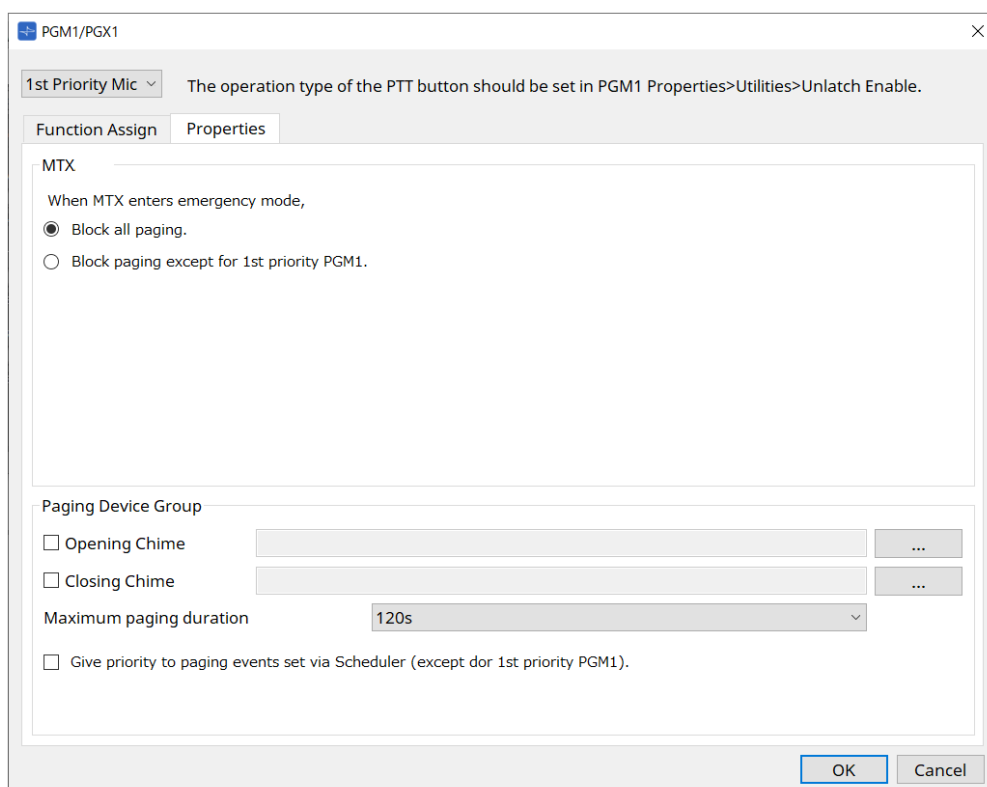 PGM1/PGX1
1st Priority Mic
The operation type of the PTT button should be set in PGM1 Properties>Utilities>Unlatch Enable.
Function Assign
Properties
MTX
When MTX enters emergency mode,
Block all paging.
Block paging except for 1st priority PGM1.
Paging Device Group
Opening Chime
...
Closing Chime
...
Maximum paging duration
120s
Give priority to paging events set via Scheduler (except dor 1st priority PGM1).
OK
Cancel